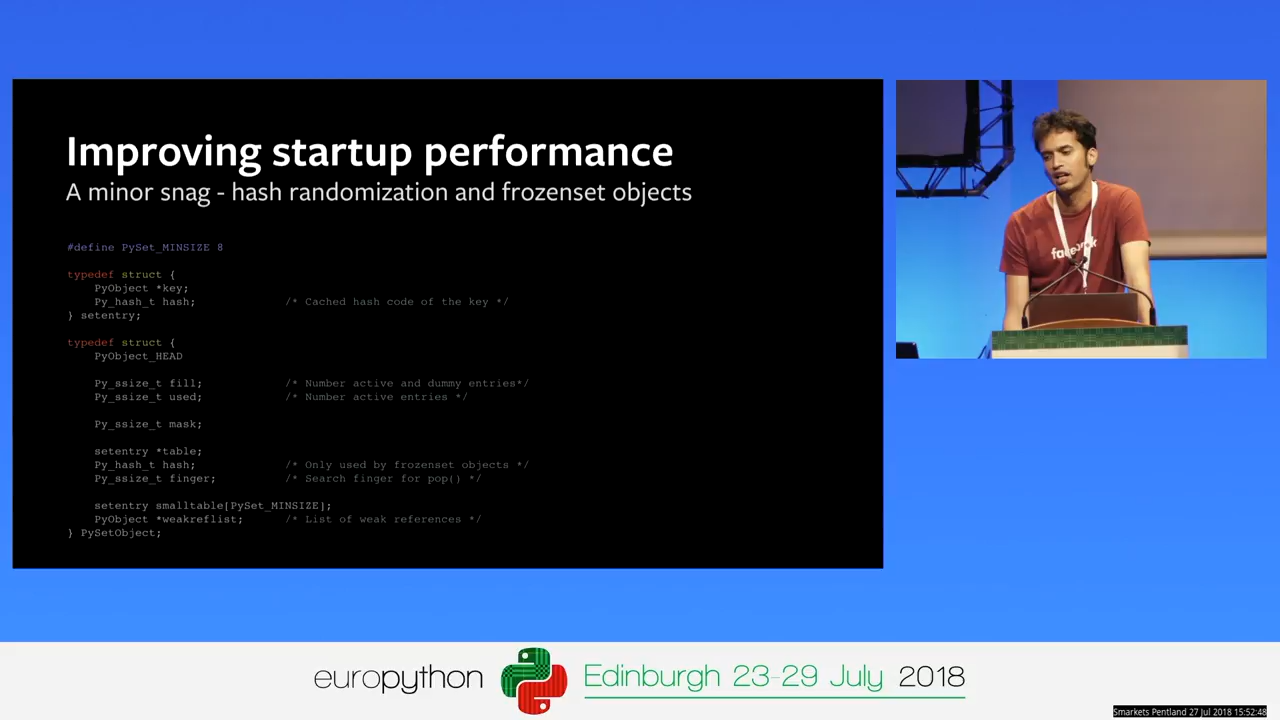 Improving startup performance
A minor snag - hash randomization and frozenset objects
#define PySet_MINSIZE 8
typedef struct {
PyObject *key;
Py_hash_t hash; /* Cached hash code of the key */
} setentry;
typedef struct {
PyObject_HEAD
Py_ssize_t fill; /* Number active and dummy entries*/
Py_ssize_t used; /* Number active entries */
Py_ssize_t mask;
setentry *table;
Py_hash_t hash; /* Only used by frozenset objects */
Py_ssize_t finger; /* Search finger for pop() */
setentry smalltable[PySet_MINSIZE];
PyObject *weakreflist; /* List of weak references */
} PySetObject;
europython
Edinburgh 23-29 July 2018
Smarkets Pentland 27 Jul 2018 15:52:48